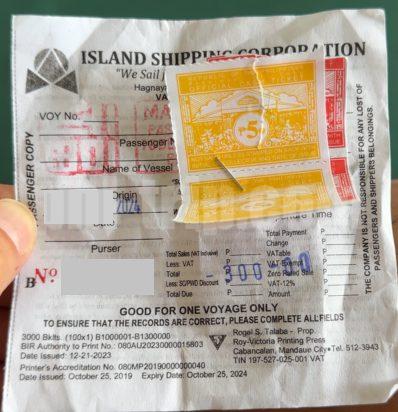 ISLAND SHIPPING CORPORATION
"We Sail
Hagnaya
VA
VOY No.
PASSENGER COPY
Passenger N
Name of Vessel
Origin
2024
Date
Purser
BNo.
₱5
Departure Time
Total Payment P
Change P
Total Sales (VAT Inclusive) P VATable P
Less: VAT P VAT-Exempt P
Total P Zero Rated Sale P
Less: SC/PWD Discount P VAT-12% P
Total Due P Amount P
300
THE COMPANY IS NOT RESPONSIBLE FOR ANY LOST OF
PASSENGERS AND SHIPPERS BELONGINGS.
GOOD FOR ONE VOYAGE ONLY
TO ENSURE THAT THE RECORDS ARE CORRECT, PLEASE COMPLETE ALL FIELDS
3000 Bklts. (100x1) B1000001-B1300000
BIR Authority to Print No.: 080AU20230000015803
Date Issued: 12-21-2023
Printer's Accreditation No.: 080MP20190000000040
Date Issued: October 25, 2019 Expiry Date: October 25, 2024
Rogel S. Talaba - Prop.
Roy-Victoria Printing Press
Cabancalan, Mandaue City • Tel. 512-3943
TIN 197-527-025-001 VAT